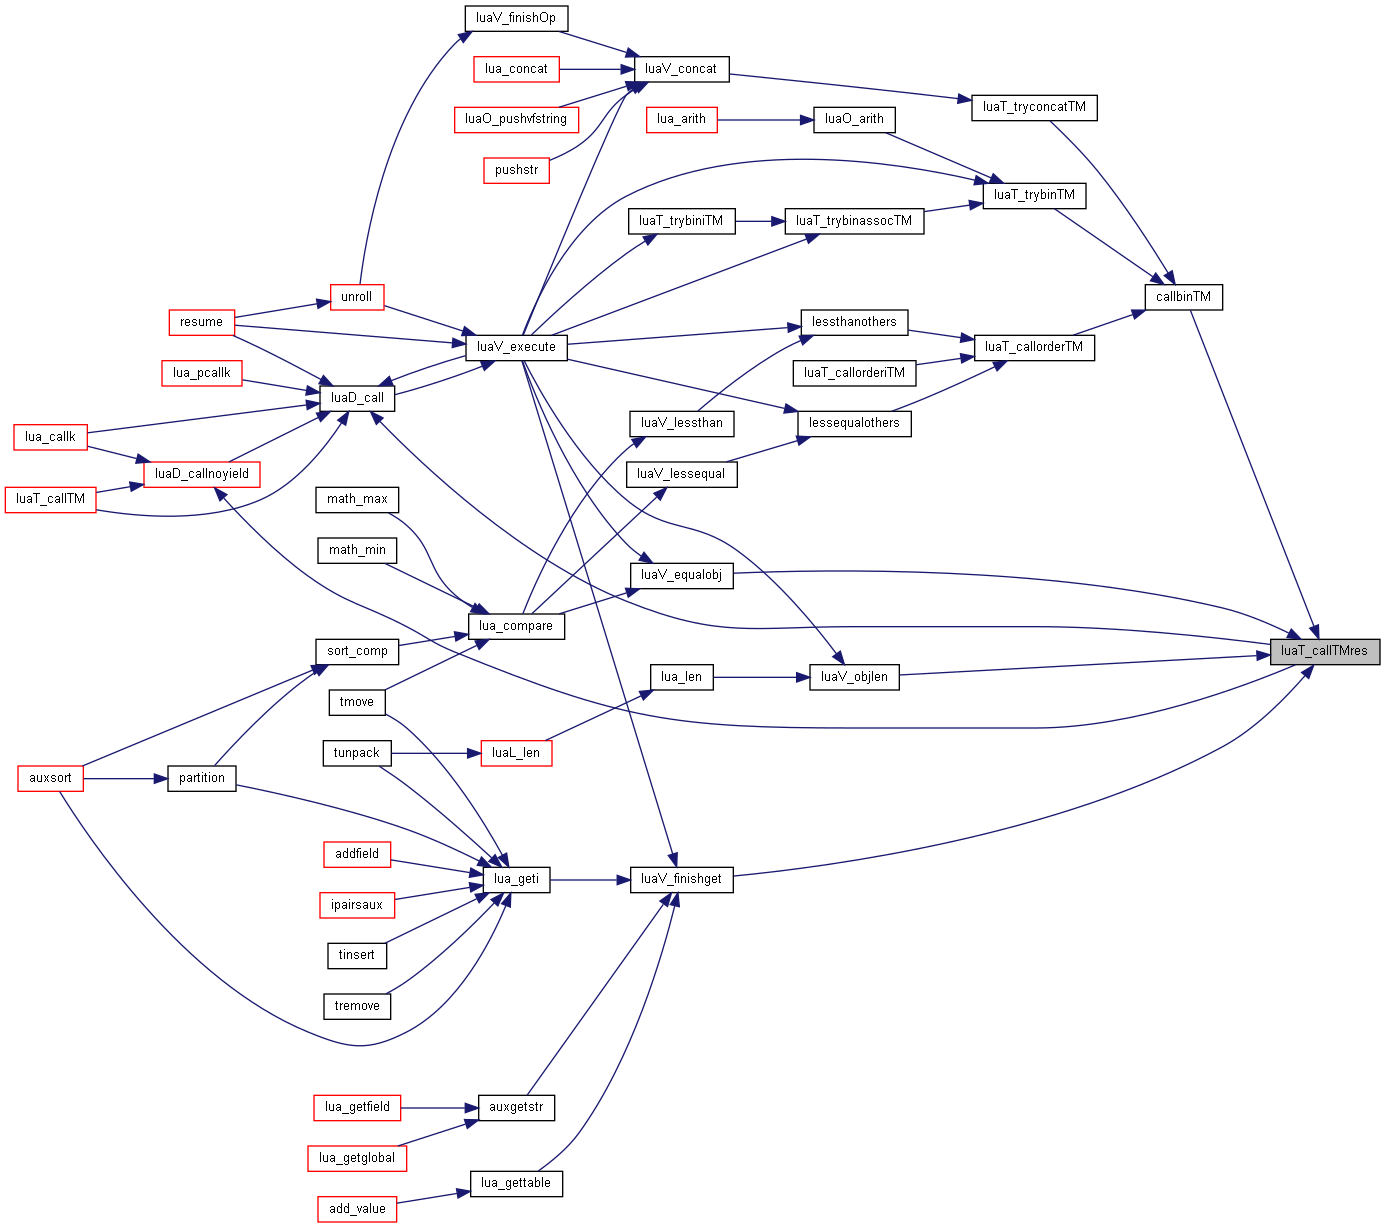 luaV_finishOp
lua_concat
luaV_concat
luaT_tryconcatTM
luaO_pushvfstring
lua_arith
luaO_arith
pushstr
luaT_trybinTM
luaT_trybiniTM
luaT_trybinassocTM
unroll
callbinTM
resume
lessthanothers
luaV_execute
luaT_callorderTM
lua_pcallk
luaT_callorderiTM
luaD_call
lua_callk
luaV_lessthan
lessequalothers
luaD_callnoyield
luaV_lessequal
luaT_callTM
math_max
math_min
luaV_equalobj
lua_compare
sort_comp
luaT_callTMres
lua_len
luaV_objlen
tmove
tunpack
luaL_len
auxsort
partition
addfield
lua_geti
luaV_finishget
ipairsaux
tinsert
tremove
lua_getfield
auxgetstr
lua_getglobal
lua_gettable
add_value